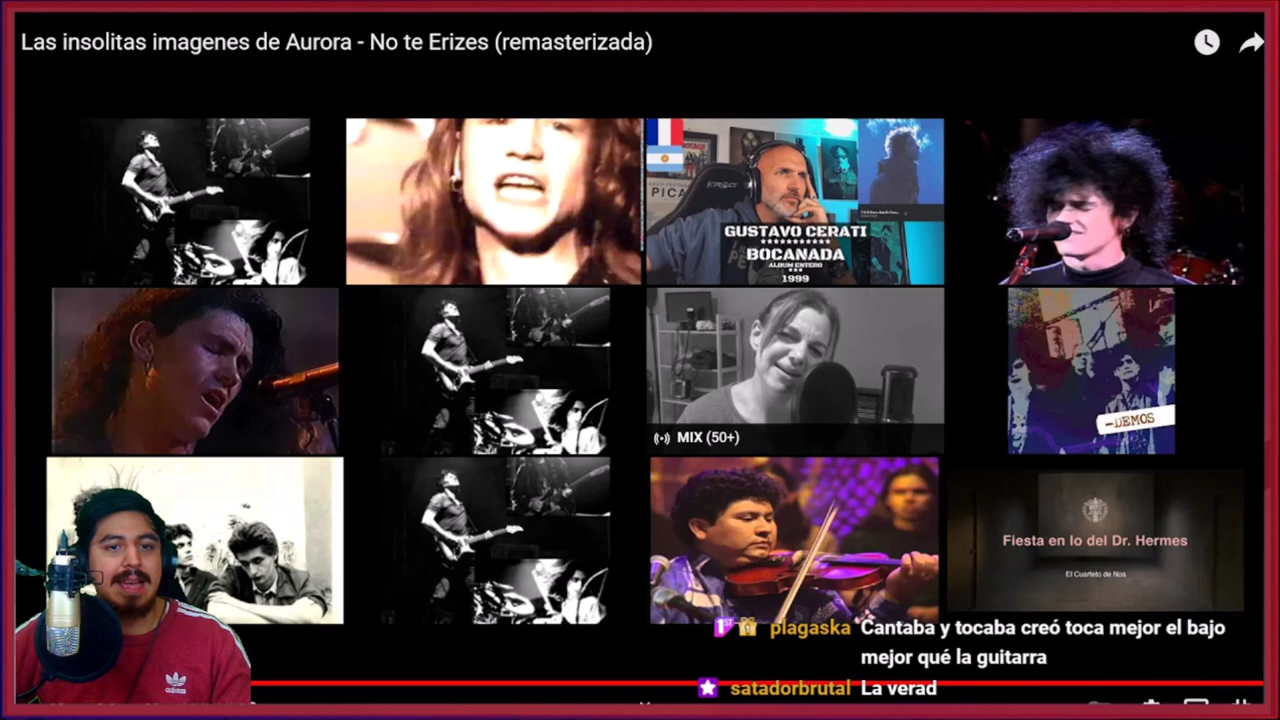 Las insolitas imagenes de Aurora - No te Erizes (remasterizada)
GUSTAVO CERATI
BOCANADA
ALBUM ENTERO
1999
PICA
MIX (50+)
-DEMOS
Fiesta en lo del Dr. Hermes
El Cuarteto de Nos
adidas
1ST plagaska Cantaba y tocaba creó toca mejor el bajo
mejor qué la guitarra
satadorbrutal La verad